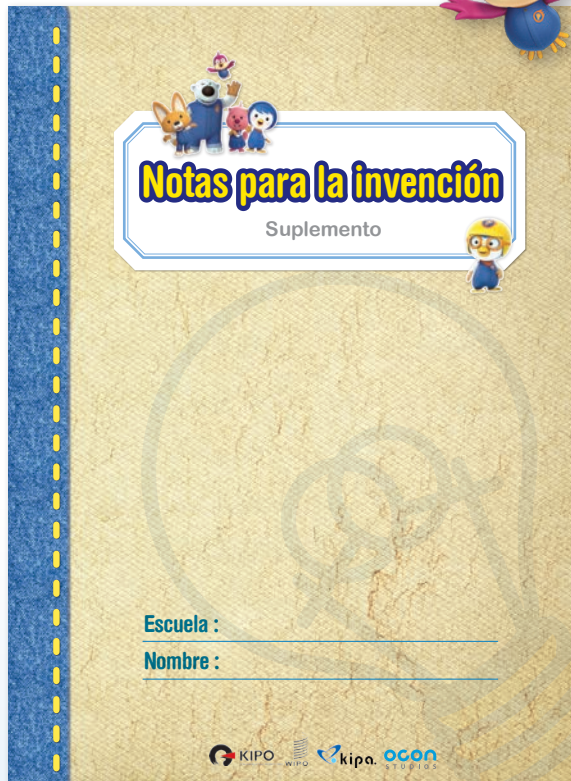 Notas para la invención
Suplemento
Escuela :
Nombre :
KIPO WIPO kipa. OCON STUDIOS